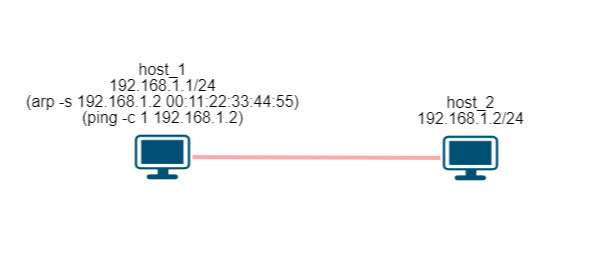 host_1
192.168.1.1/24
(arp -s 192.168.1.2 00:11:22:33:44:55)
(ping -c 1 192.168.1.2)
host_2
192.168.1.2/24